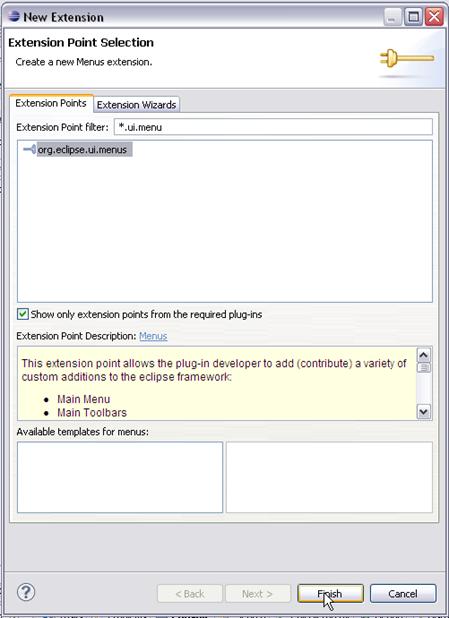 New Extension
Extension Point Selection
Create a new Menus extension.
Extension Points
Extension Wizards
Extension Point filter: *.ui.menu
org.eclipse.ui.menus
Show only extension points from the required plug-ins
Extension Point Description: Menus
This extension point allows the plug-in developer to add (contribute) a variety of
custom additions to the eclipse framework:
• Main Menu
• Main Toolbars
Available templates for menus:
?
< Back
Next >
Finish
Cancel